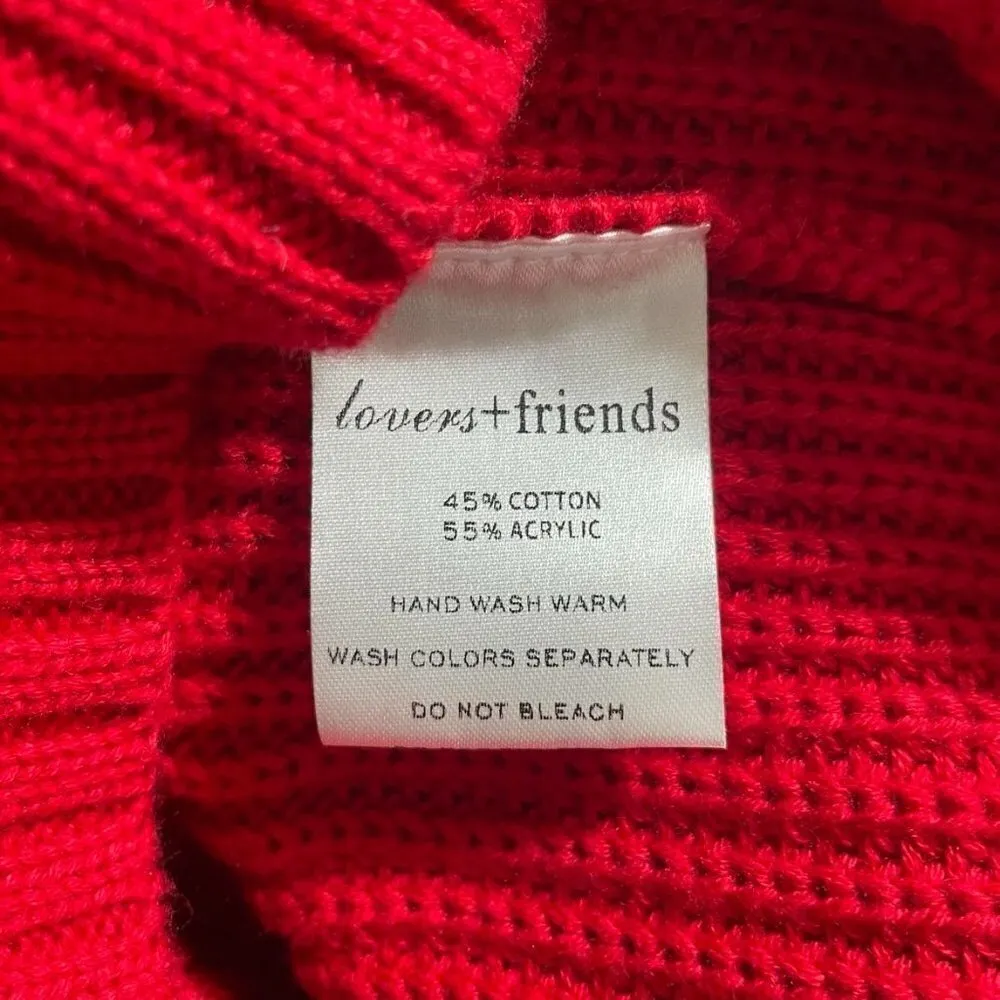 lovers+friends
45% COTTON
55% ACRYLIC
HAND WASH WARM
WASH COLORS SEPARATELY
DO NOT BLEACH